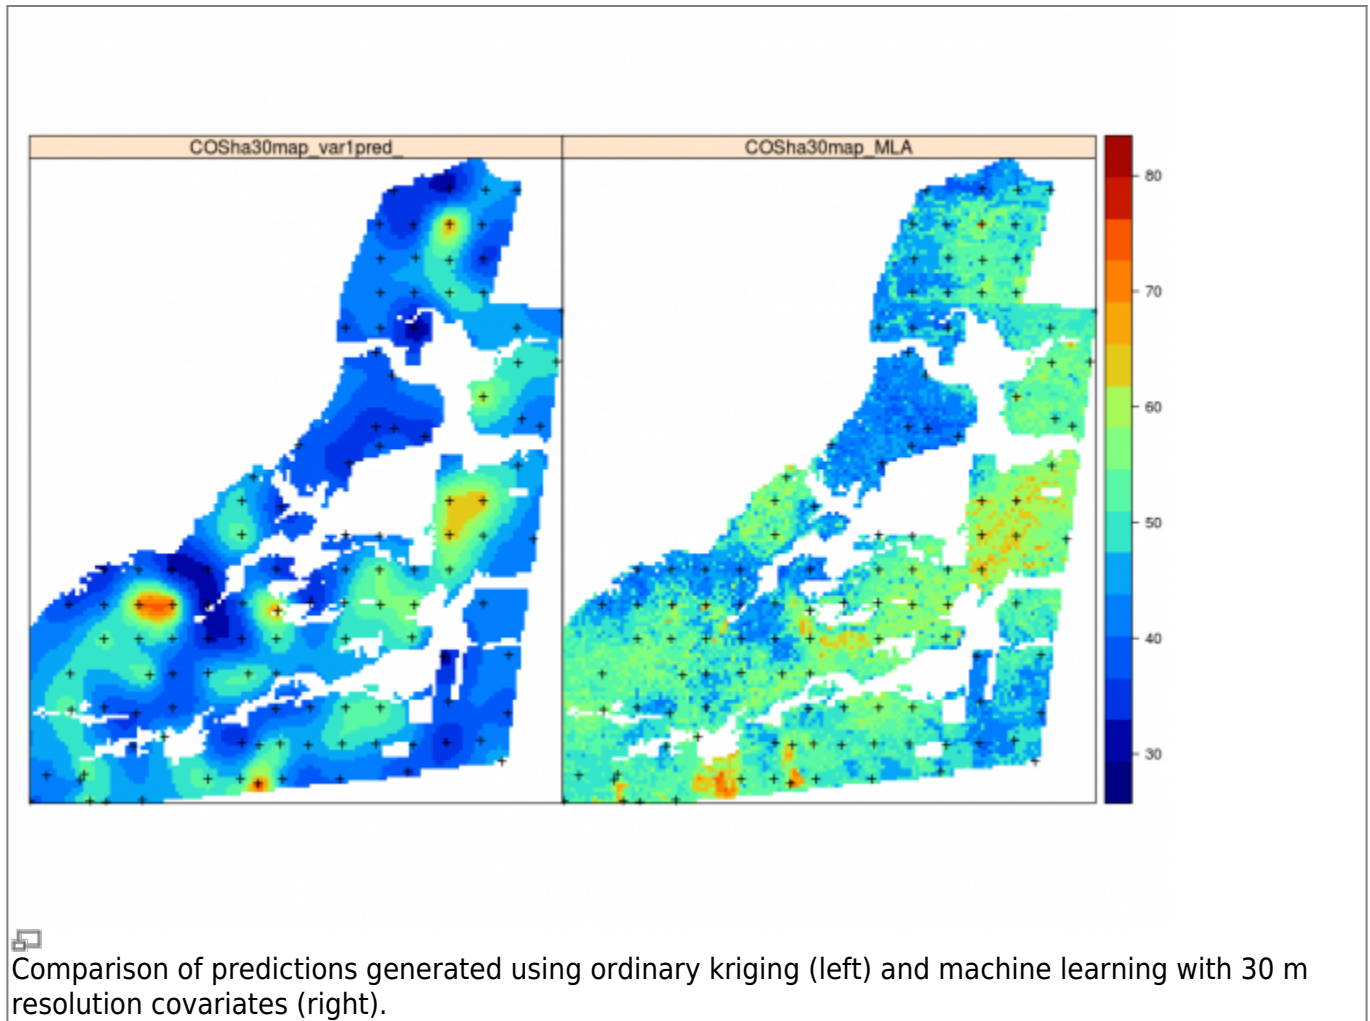 COSha30map_var1pred_
COSha30map_MLA
80
70
60
50
40
30
Comparison of predictions generated using ordinary kriging (left) and machine learning with 30 m
resolution covariates (right).